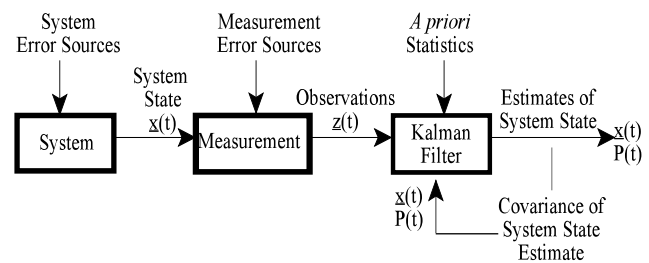 System
Error Sources
Measurement
Error Sources
A priori
Statistics
System
State
x(t)
Observations
z(t)
Estimates of
System State
System
Measurement
Kalman
Filter
x(t)
P(t)
x(t)
P(t)
Covariance of
System State
Estimate